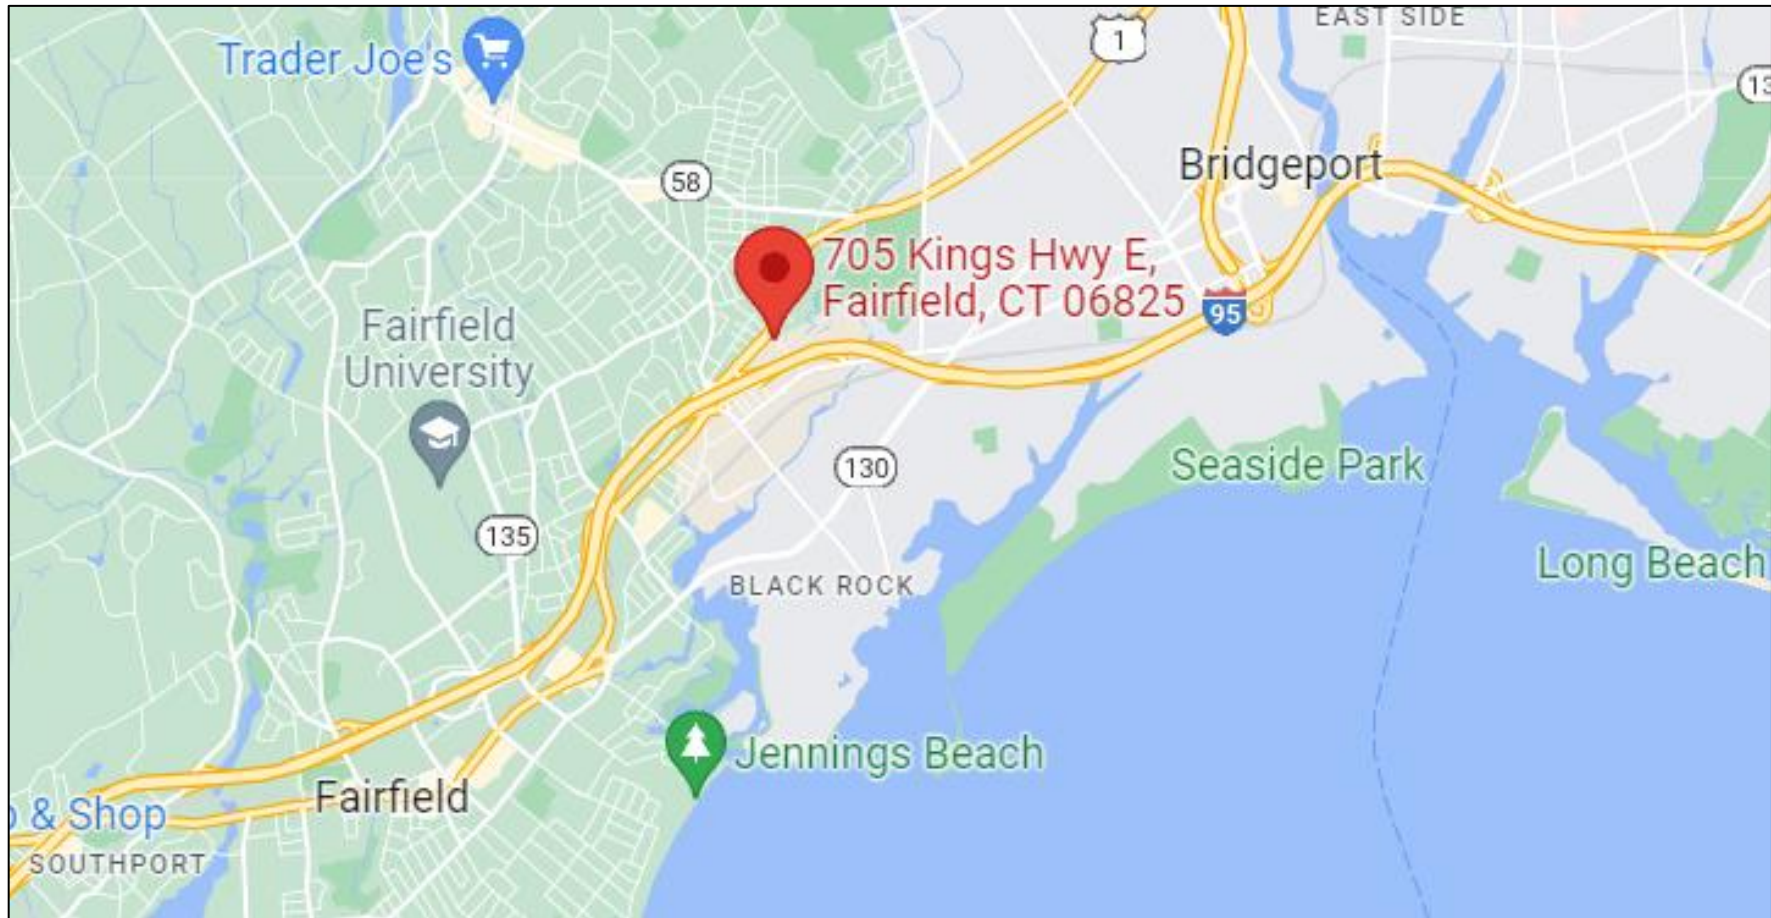 EAST SIDE
1
Trader Joe's
13
Bridgeport
58
705 Kings Hwy E,
Fairfield, CT 06825
95
Fairfield
University
130
Seaside Park
135
Long Beach
BLACK ROCK
Jennings Beach
Fairfield
& Shop
SOUTHPORT